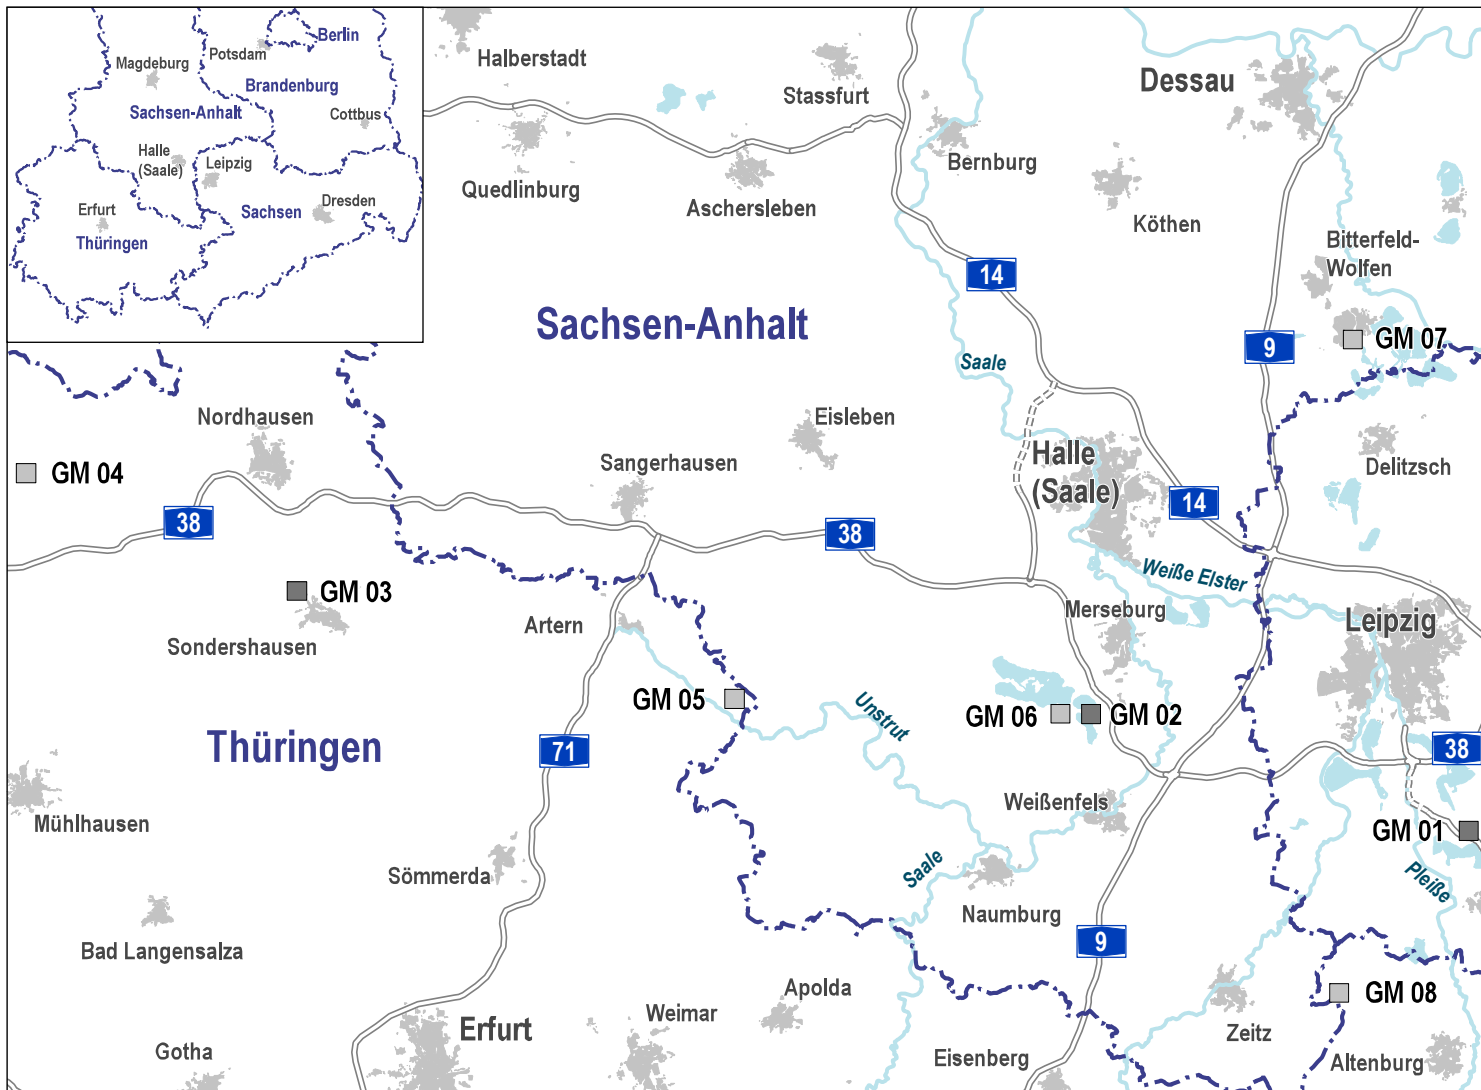 Berlin
Potsdam
Magdeburg
Brandenburg
Sachsen-Anhalt
Cottbus
Halle
(Saale)
Leipzig
Erfurt
Sachsen
Dresden
Thüringen
Halberstadt
Stassfurt
Dessau
Quedlinburg
Aschersleben
Bernburg
Köthen
Bitterfeld-
Wolfen
14
Sachsen-Anhalt
9
GM 07
Saale
Nordhausen
Eisleben
Sangerhausen
Halle
(Saale)
Delitzsch
GM 04
38
38
14
Weiße Elster
GM 03
Sondershausen
Artern
Merseburg
Leipzig
GM 05
Unstrut
GM 06
GM 02
Thüringen
71
38
Mühlhausen
Weißenfels
GM 01
Sömmerda
Saale
Pleiße
Naumburg
Bad Langensalza
9
Apolda
GM 08
Erfurt
Weimar
Zeitz
Gotha
Eisenberg
Altenburg